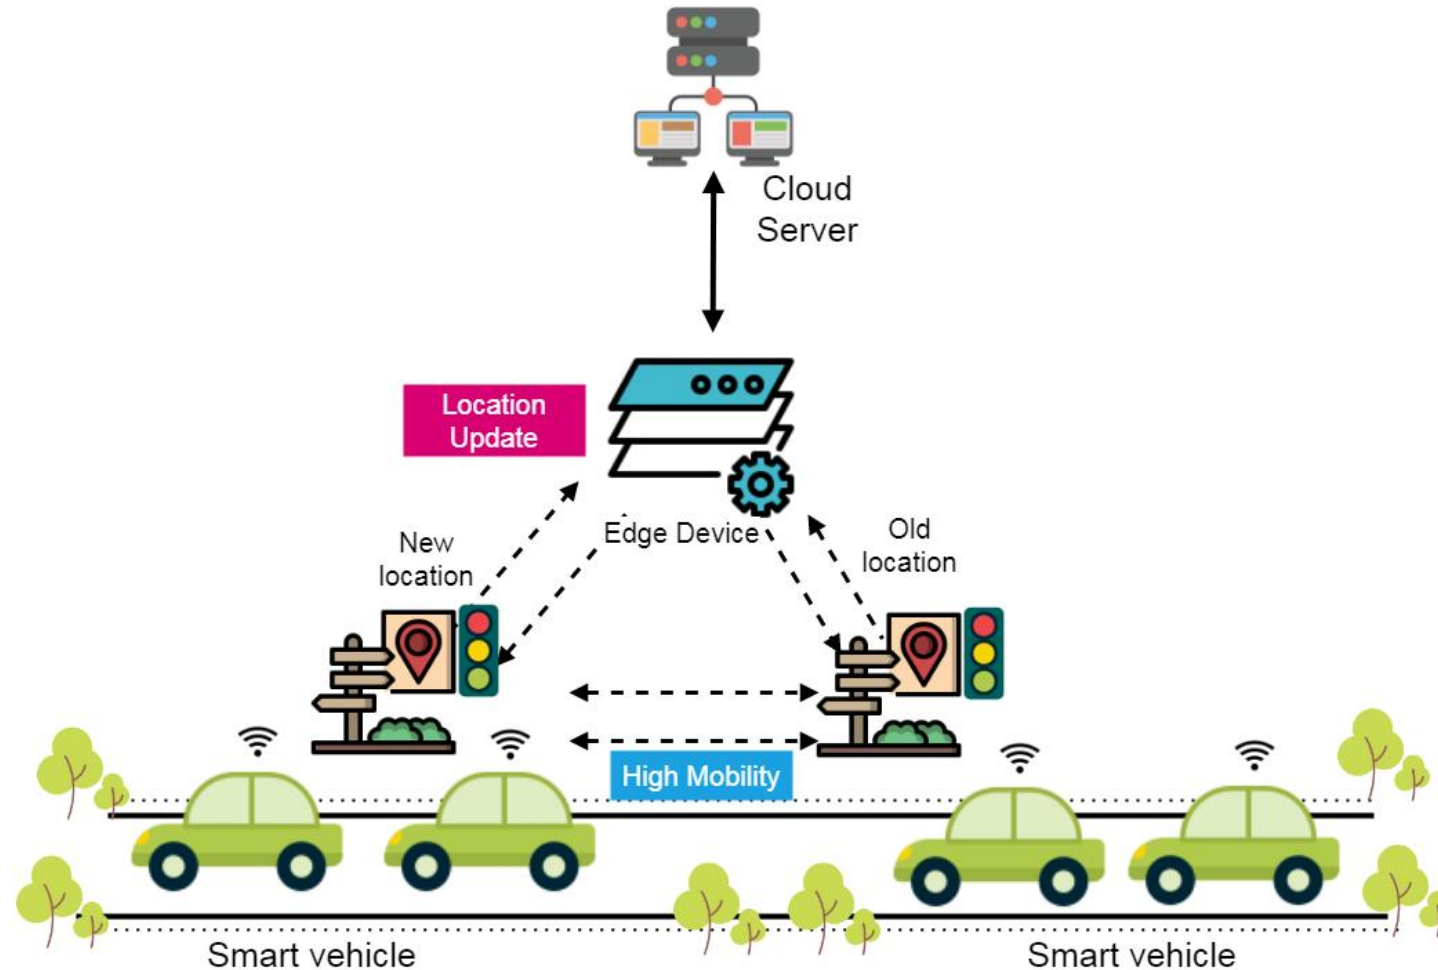 Cloud
Server
Location
Update
Edge Device
New
location
Old
location
High Mobility
Smart vehicle
Smart vehicle